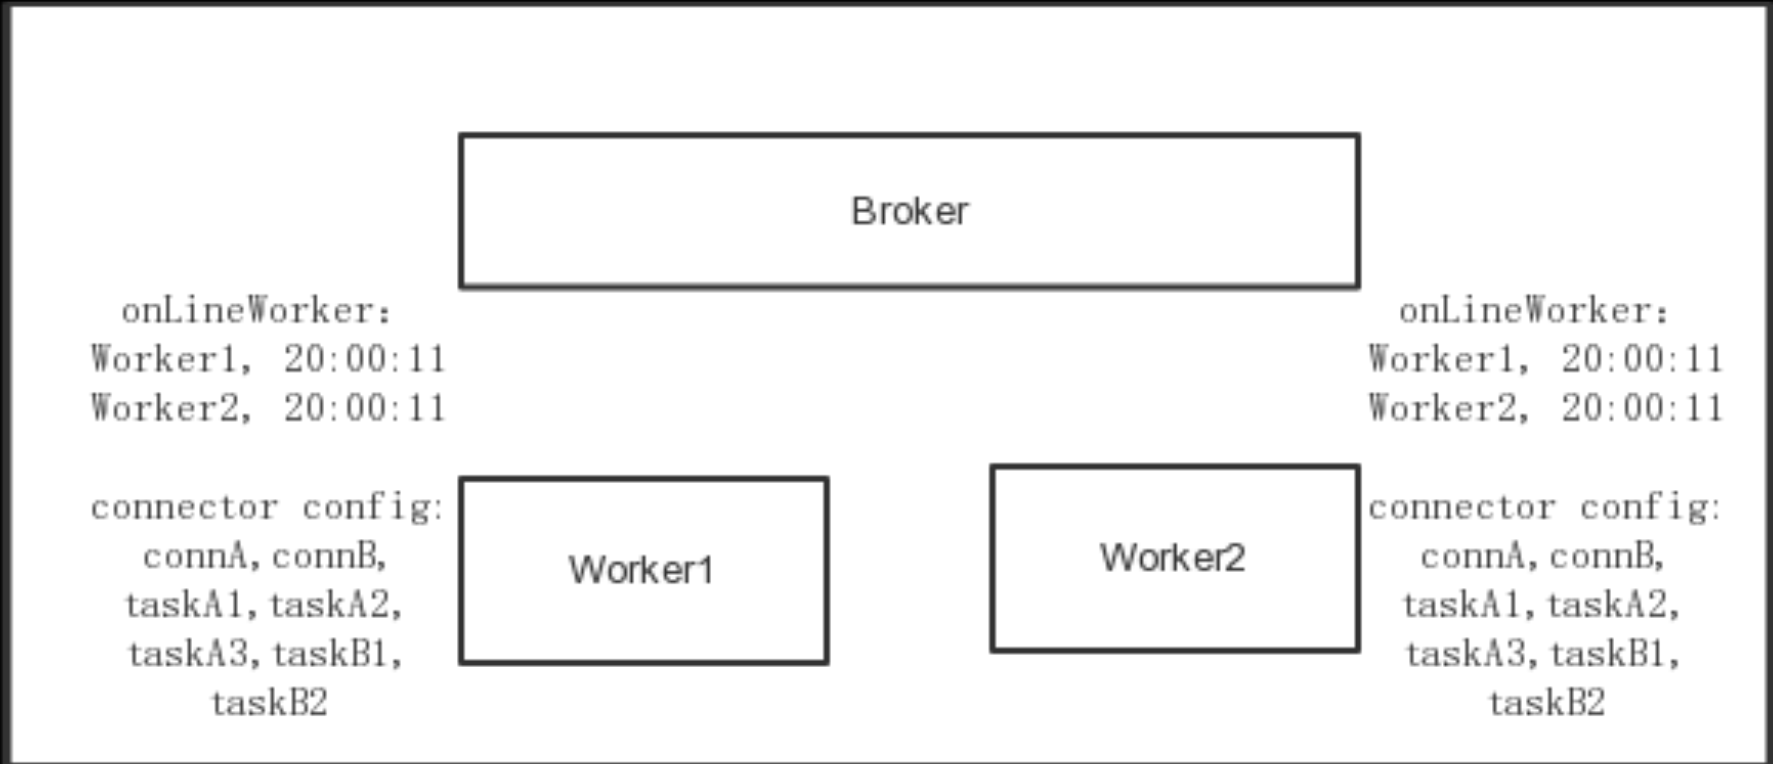 Broker
onLineWorker：
Worker1, 20:00:11
Worker2, 20:00:11
connector config:
connA, connB,
taskA1, taskA2,
taskA3, taskB1,
taskB2
Worker1
Worker2
onLineWorker：
Worker1, 20:00:11
Worker2, 20:00:11
connector config:
connA, connB,
taskA1, taskA2,
taskA3, taskB1,
taskB2